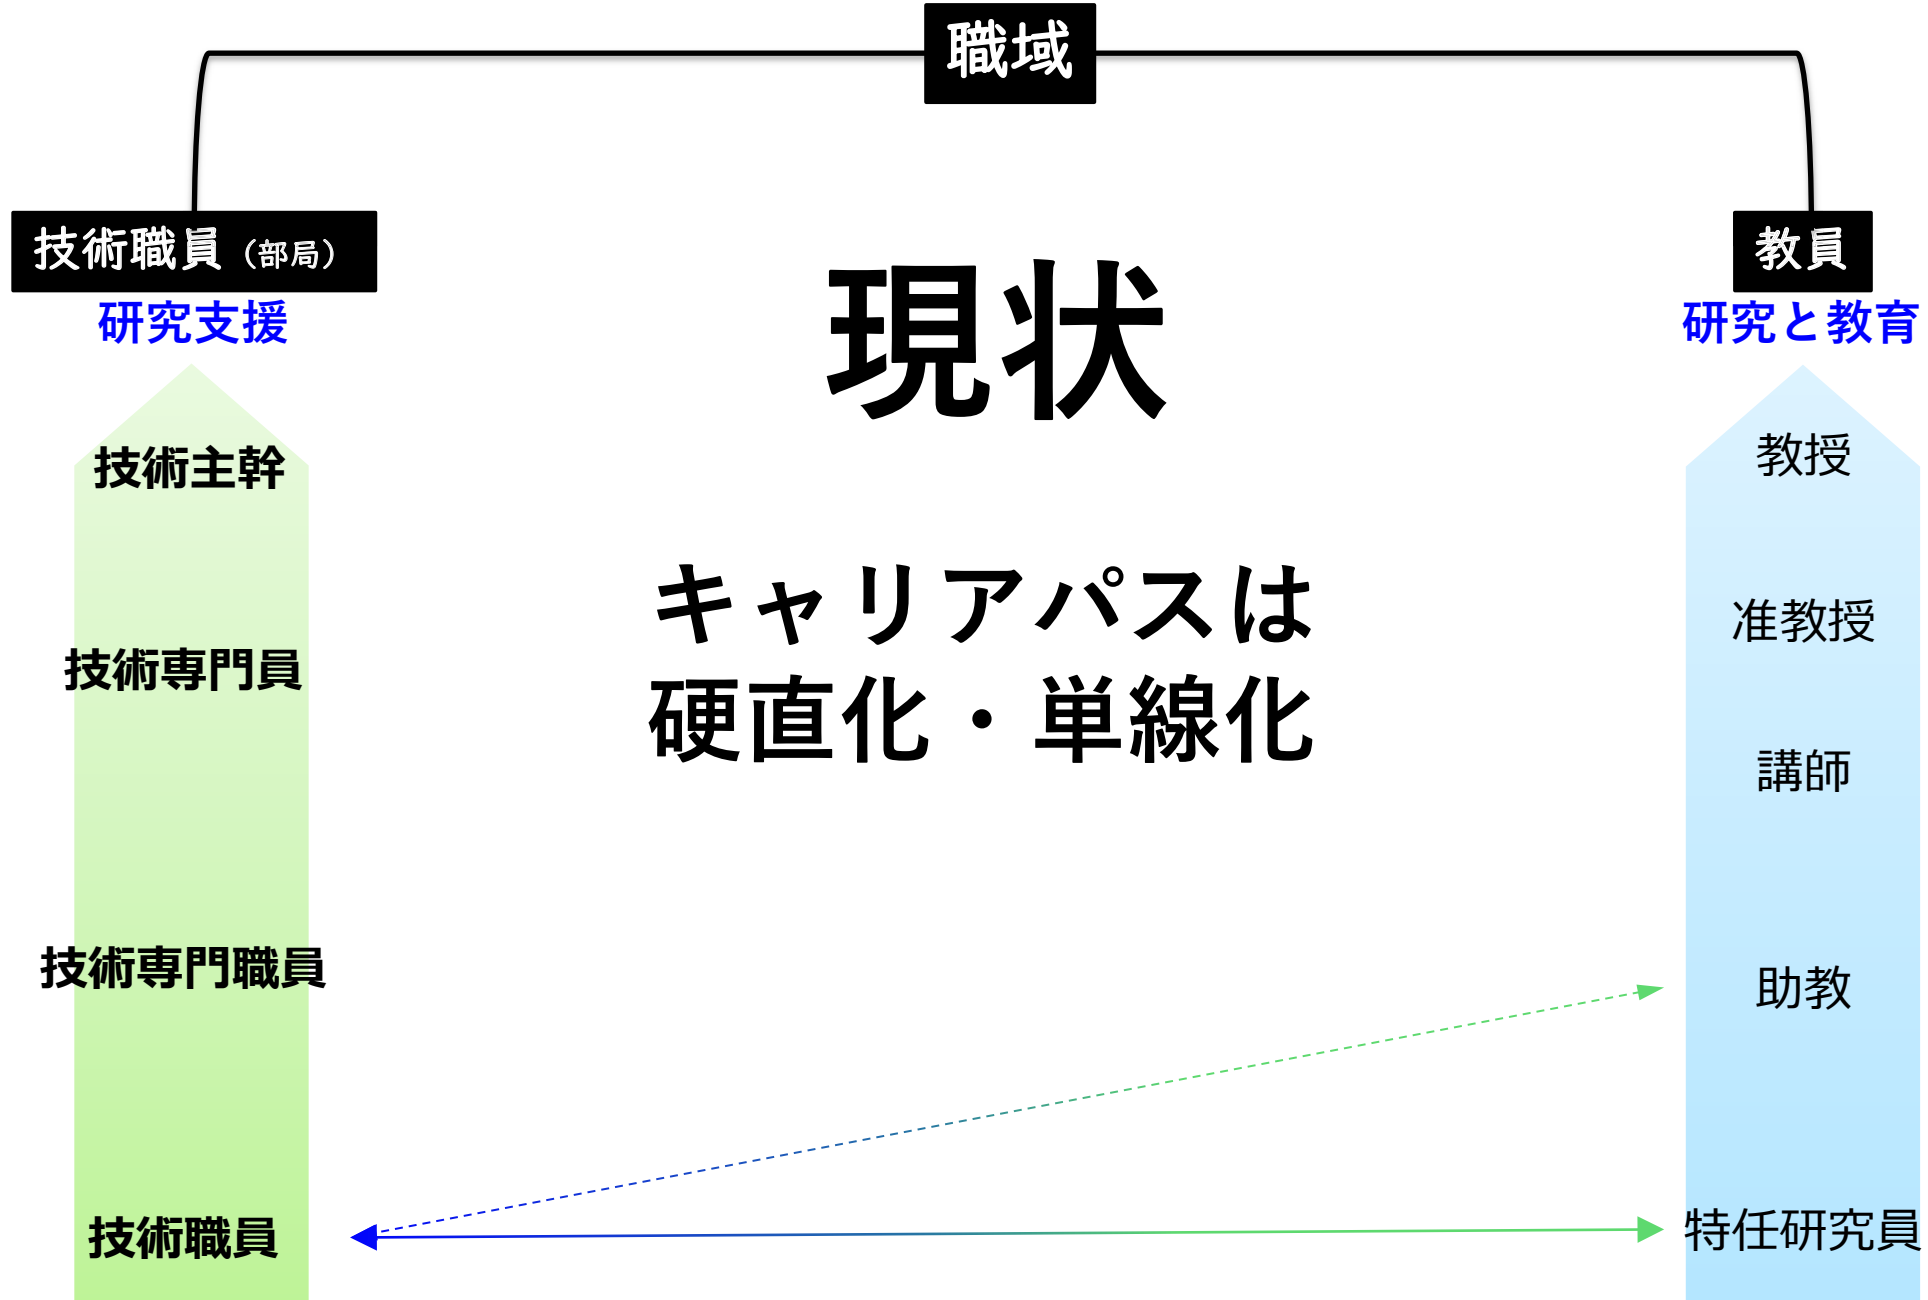 職域
技術職員（部局）
研究支援
技術主幹
技術専門員
技術専門職員
技術職員
現状
キャリアパスは
硬直化・単線化
教員
研究と教育
教授
准教授
講師
助教
特任研究員